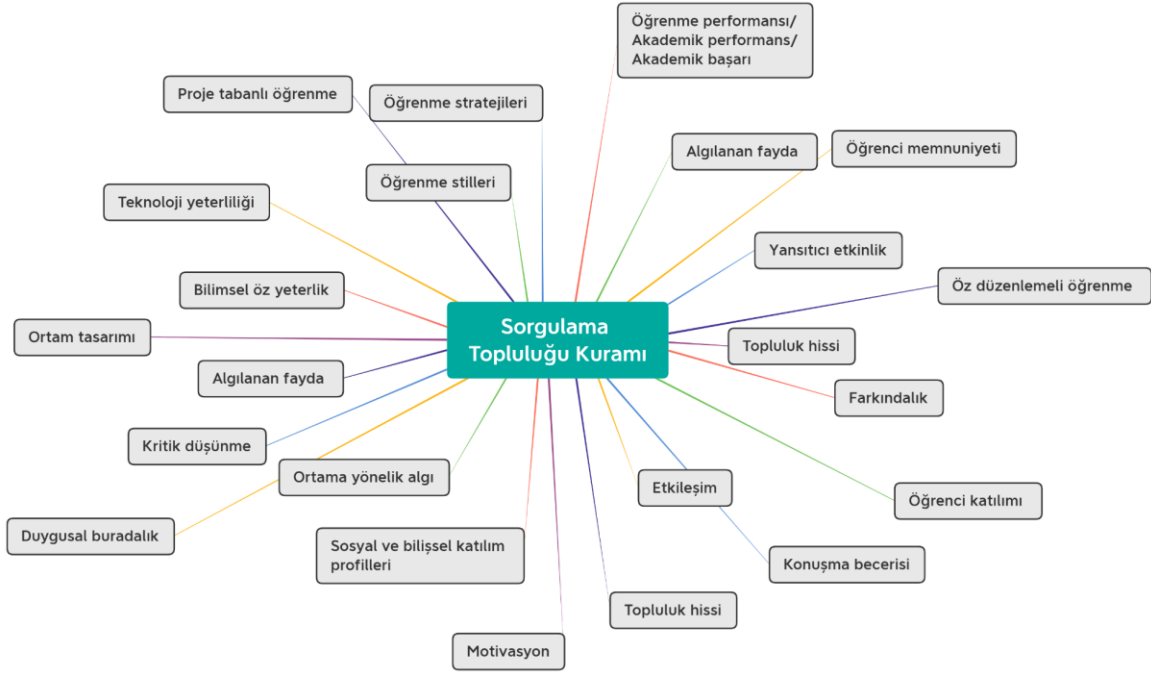 Öğrenme performansı/
Akademik performans/
Akademik başarı
Proje tabanlı öğrenme
Öğrenme stratejileri
Algılanan fayda
Öğrenci memnuniyeti
Öğrenme stilleri
Teknoloji yeterliliği
Yansıtıcı etkinlik
Bilimsel öz yeterlik
Öz düzenlemeli öğrenme
Sorgulama
Topluluğu Kuramı
Ortam tasarımı
Topluluk hissi
Algılanan fayda
Farkındalık
Kritik düşünme
Ortama yönelik algı
Etkileşim
Öğrenci katılımı
Duygusal buradalık
Sosyal ve bilişsel katılım
profilleri
Konuşma becerisi
Topluluk hissi
Motivasyon